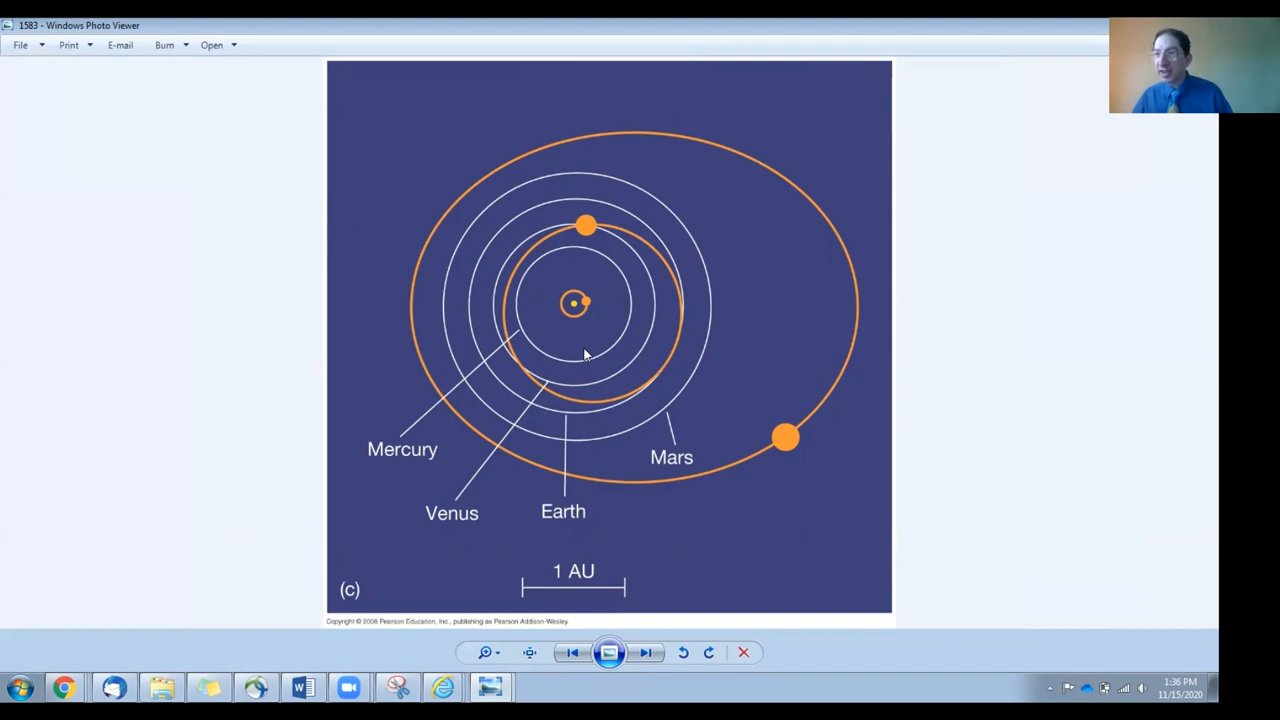 1583 - Windows Photo Viewer
File Print E-mail Burn Open
Mercury
Mars
Venus
Earth
1 AU
(c)
Copyright © 2008 Pearson Education, Inc., publishing as Pearson Addison-Wesley.
1:36 PM
11/15/2020